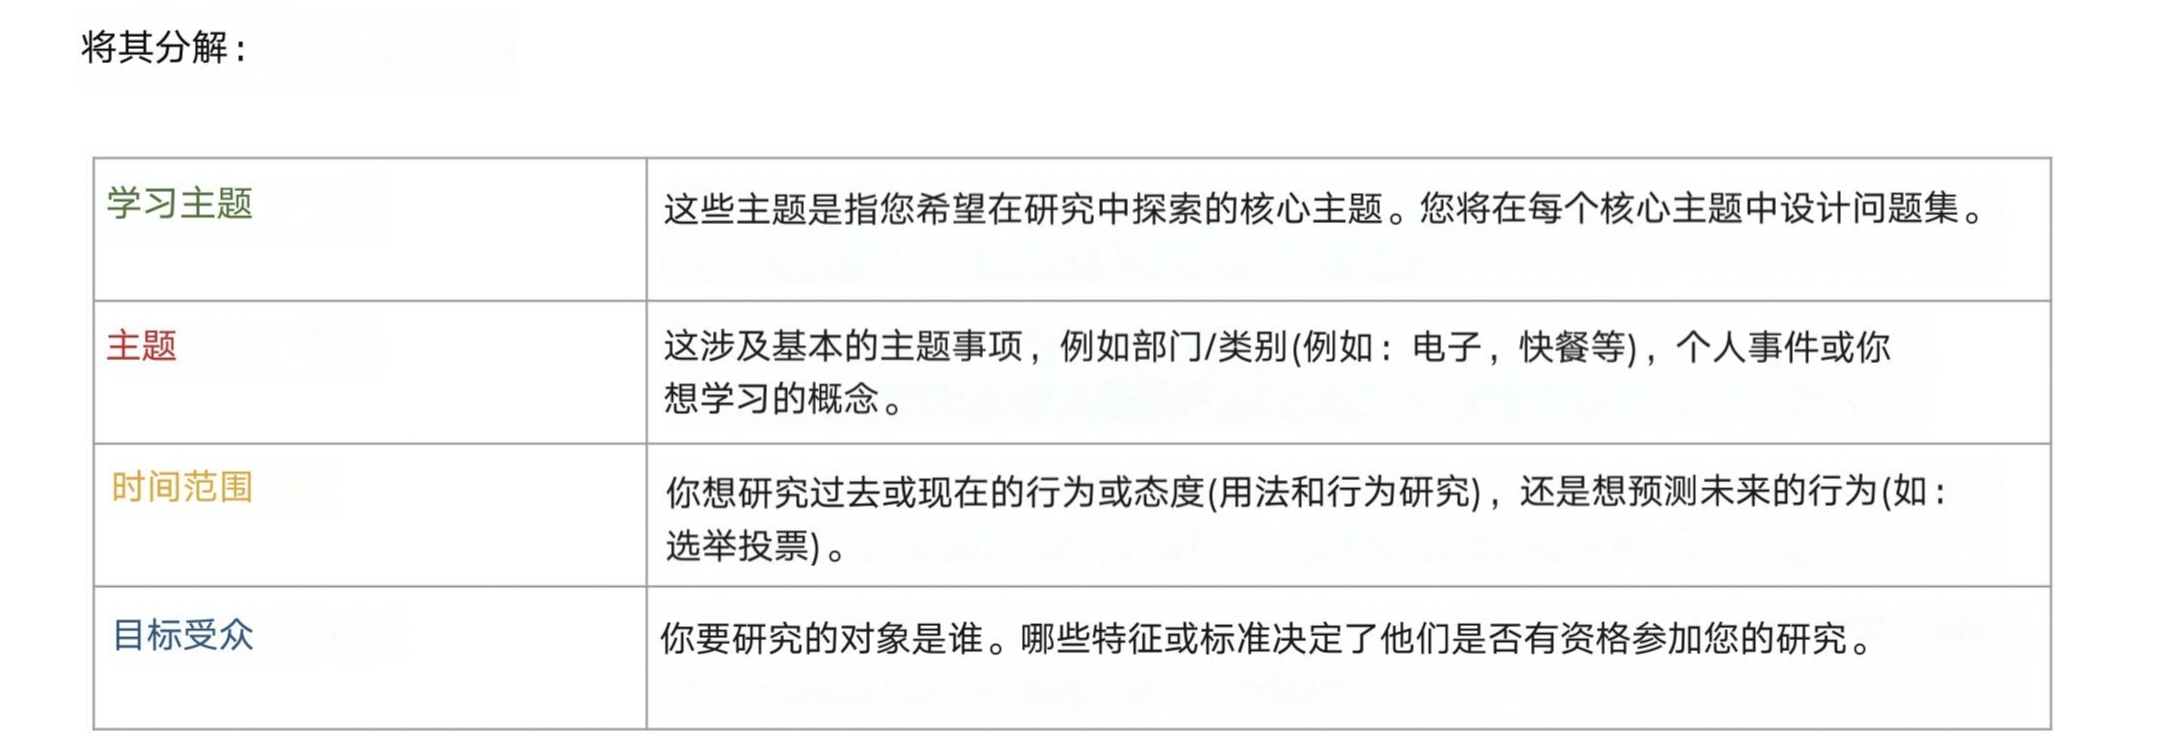 将其分解：
学习主题
这些主题是指您希望在研究中探索的核心主题。您将在每个核心主题中设计问题集。
主题
这涉及基本的主题事项，例如部门/类别(例如：电子，快餐等)，个人事件或你
想学习的概念。
时间范围
你想研究过去或现在的行为或态度(用法和行为研究)，还是想预测未来的行为(如：
选举投票)。
目标受众
你要研究的对象是谁。哪些特征或标准决定了他们是否有资格参加您的研究。